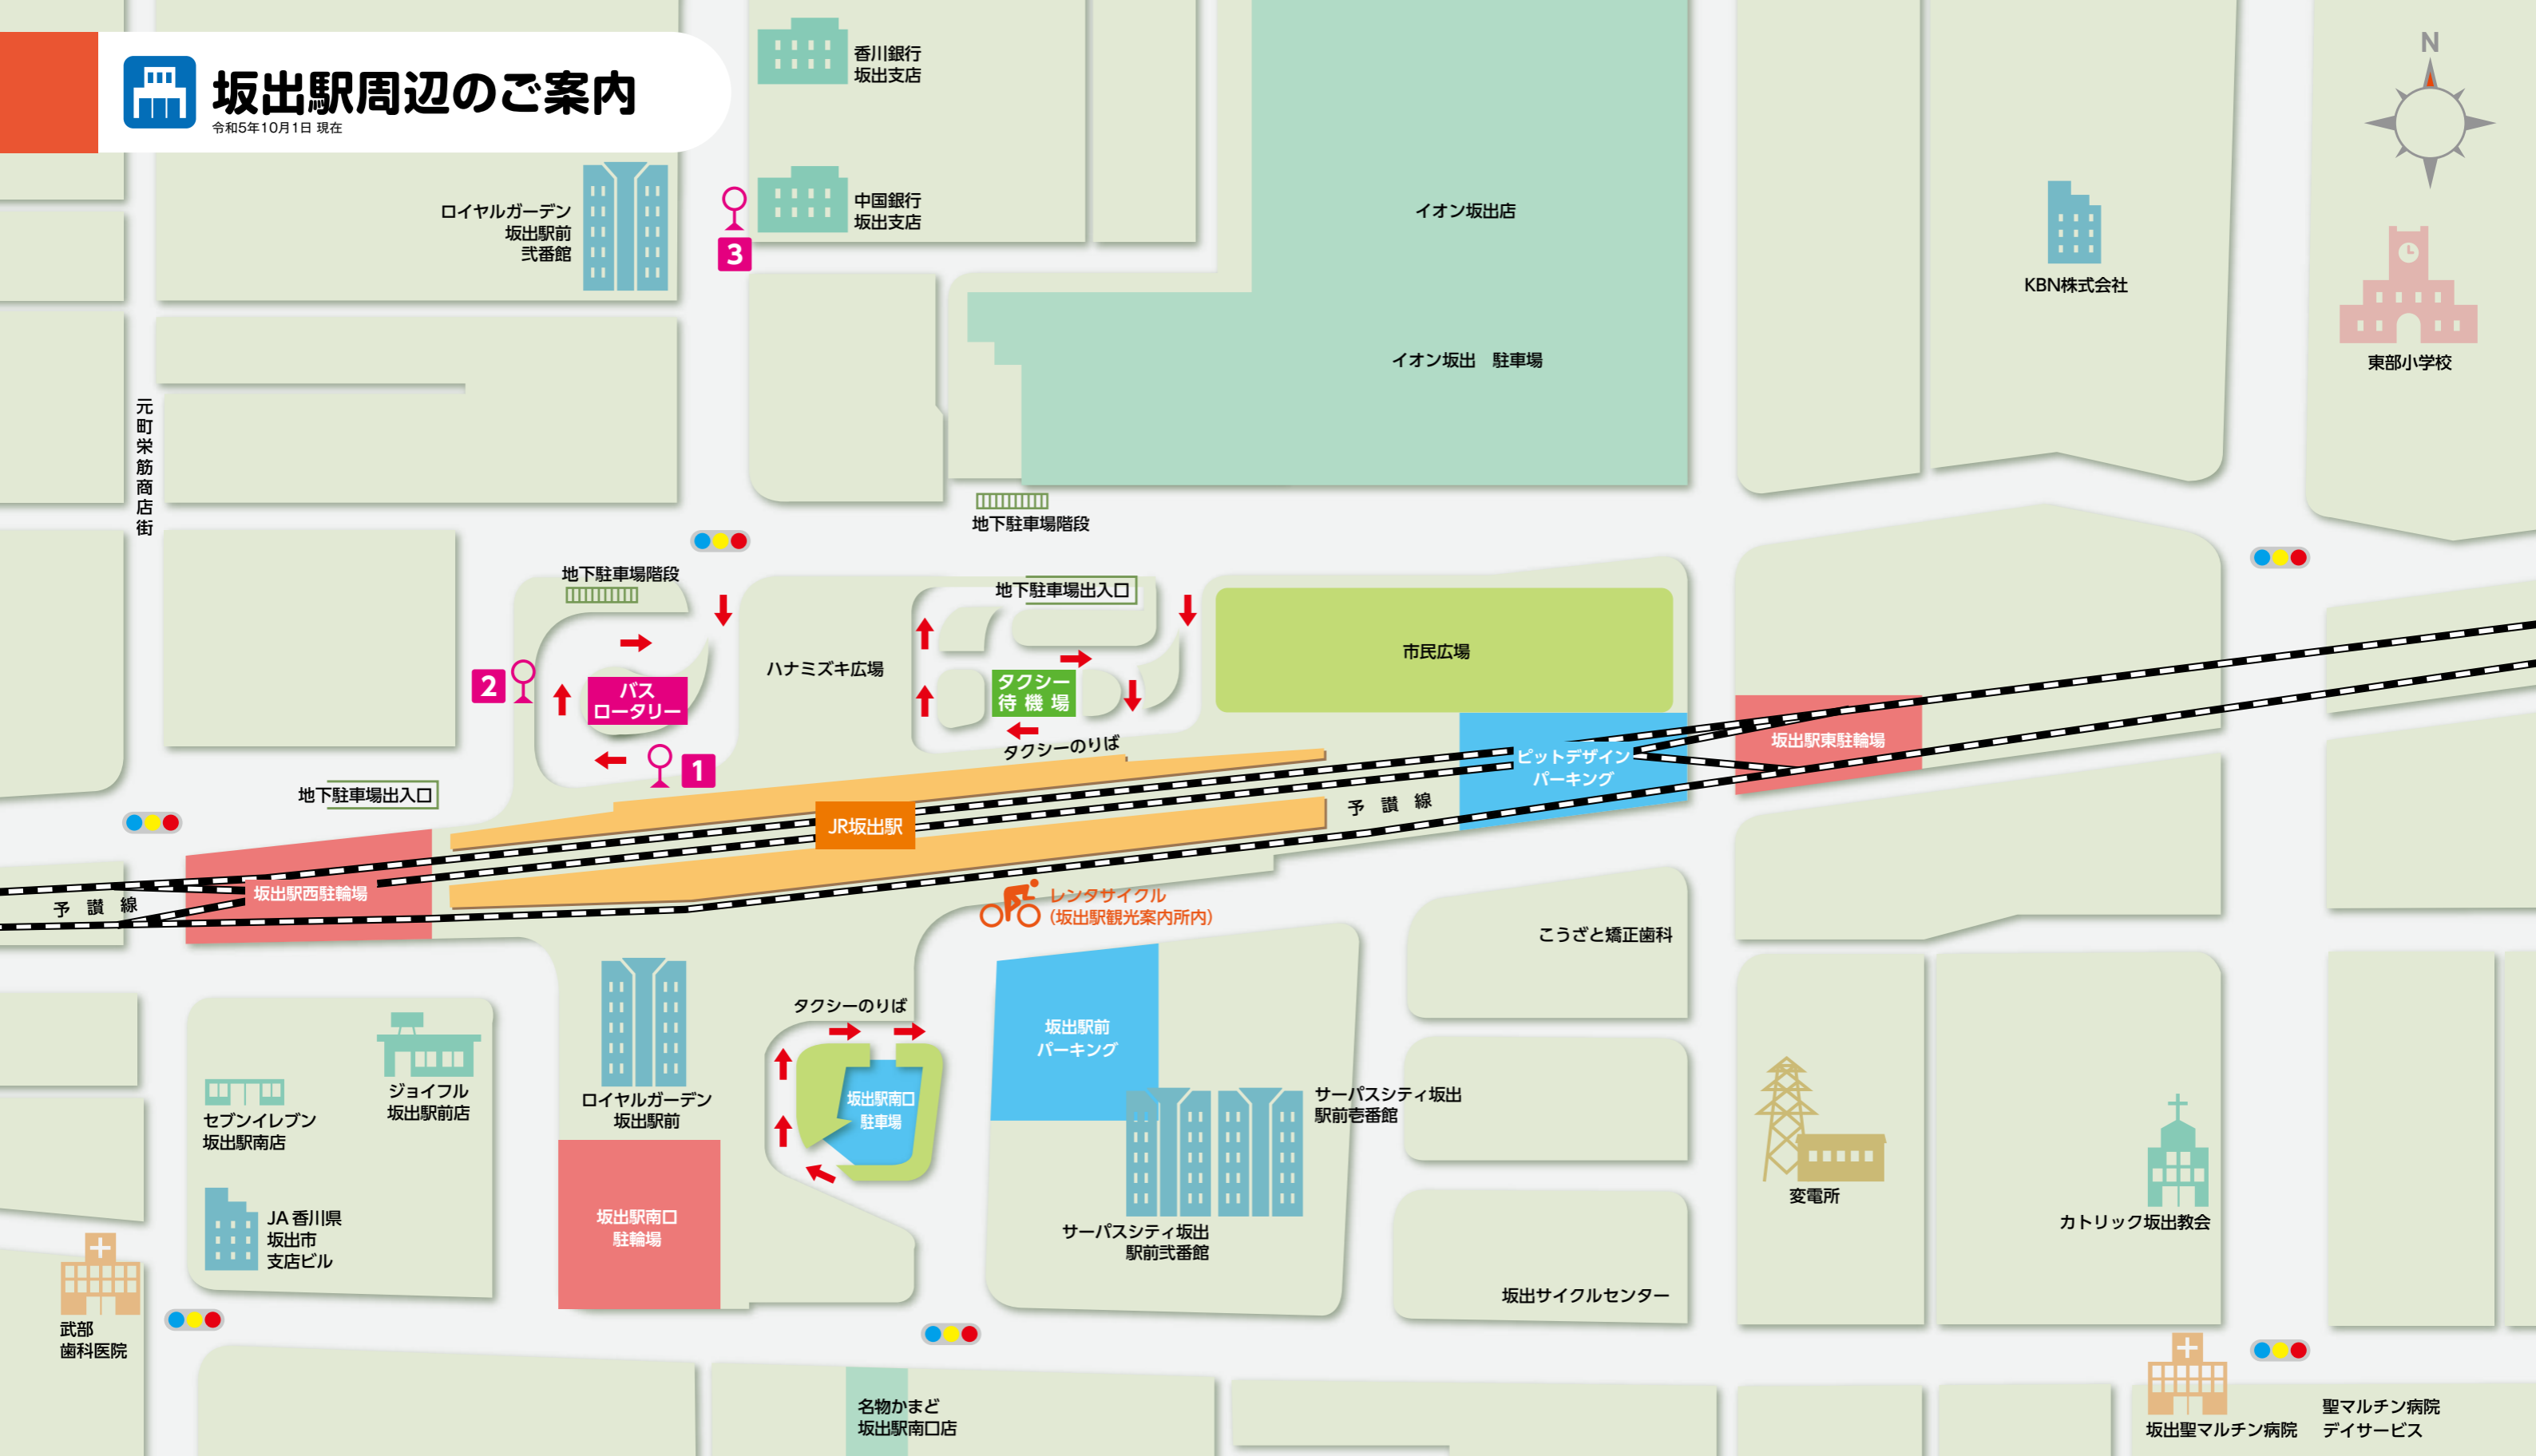 坂出駅周辺のご案内
令和5年10月1日 現在
香川銀行
坂出支店
N
ロイヤルガーデン
坂出駅前
弐番館
3
中国銀行
坂出支店
イオン坂出店
KBN株式会社
イオン坂出　駐車場
東部小学校
元町栄筋商店街
地下駐車場階段
地下駐車場階段
地下駐車場出入口
2
バス
ロータリー
ハナミズキ広場
タクシー
待機場
市民広場
タクシーのりば
1
地下駐車場出入口
JR坂出駅
予讃線
ピットデザイン
パーキング
坂出駅東駐輪場
坂出駅西駐輪場
予讃線
レンタサイクル
（坂出駅観光案内所内）
こうざと矯正歯科
タクシーのりば
坂出駅前
パーキング
ジョイフル
坂出駅前店
セブンイレブン
坂出駅南店
ロイヤルガーデン
坂出駅前
坂出駅南口
駐車場
サーパスシティ坂出
駅前壱番館
変電所
カトリック坂出教会
JA 香川県
坂出市
支店ビル
坂出駅南口
駐輪場
サーパスシティ坂出
駅前弐番館
坂出サイクルセンター
武部
歯科医院
名物かまど
坂出駅南口店
坂出聖マルチン病院
聖マルチン病院
デイサービス